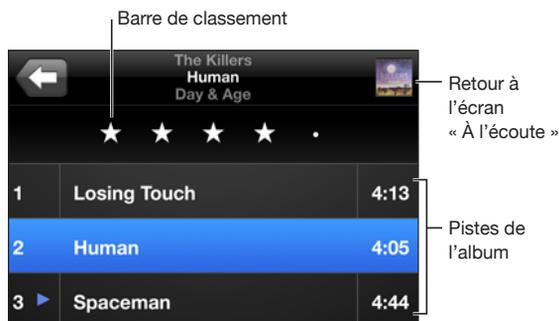 Barre de classement
The Killers
Human
Day & Age
Retour à
l'écran
« À l'écoute »
1 Losing Touch 4:13
2 Human 4:05
Pistes de
l'album
3 Spaceman 4:44